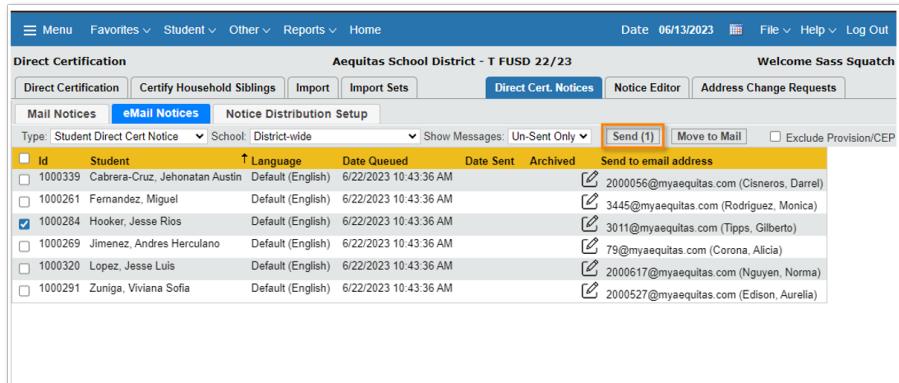 Menu Favorites Student Other Reports Home Date 06/13/2023 File Help Log Out
Direct Certification Aequitas School District - T FUSD 22/23 Welcome Sass Squatch
Direct Certification Certify Household Siblings Import Import Sets Direct Cert. Notices Notice Editor Address Change Requests
Mail Notices eMail Notices Notice Distribution Setup
Type: Student Direct Cert Notice School: District-wide Show Messages: Un-Sent Only Send (1) Move to Mail Exclude Provision/CEP
Id Student Language Date Queued Date Sent Archived Send to email address
1000339 Cabrera-Cruz, Jehonatan Austin Default (English) 6/22/2023 10:43:36 AM 2000056@myaequitas.com (Cisneros, Darrel)
1000261 Fernandez, Miguel Default (English) 6/22/2023 10:43:36 AM 3445@myaequitas.com (Rodriguez, Monica)
1000284 Hooker, Jesse Rios Default (English) 6/22/2023 10:43:36 AM 3011@myaequitas.com (Tipps, Gilberto)
1000269 Jimenez, Andres Herculano Default (English) 6/22/2023 10:43:36 AM 79@myaequitas.com (Corona, Alicia)
1000320 Lopez, Jesse Luis Default (English) 6/22/2023 10:43:36 AM 2000617@myaequitas.com (Nguyen, Norma)
1000291 Zuniga, Viviana Sofia Default (English) 6/22/2023 10:43:36 AM 2000527@myaequitas.com (Edison, Aurelia)